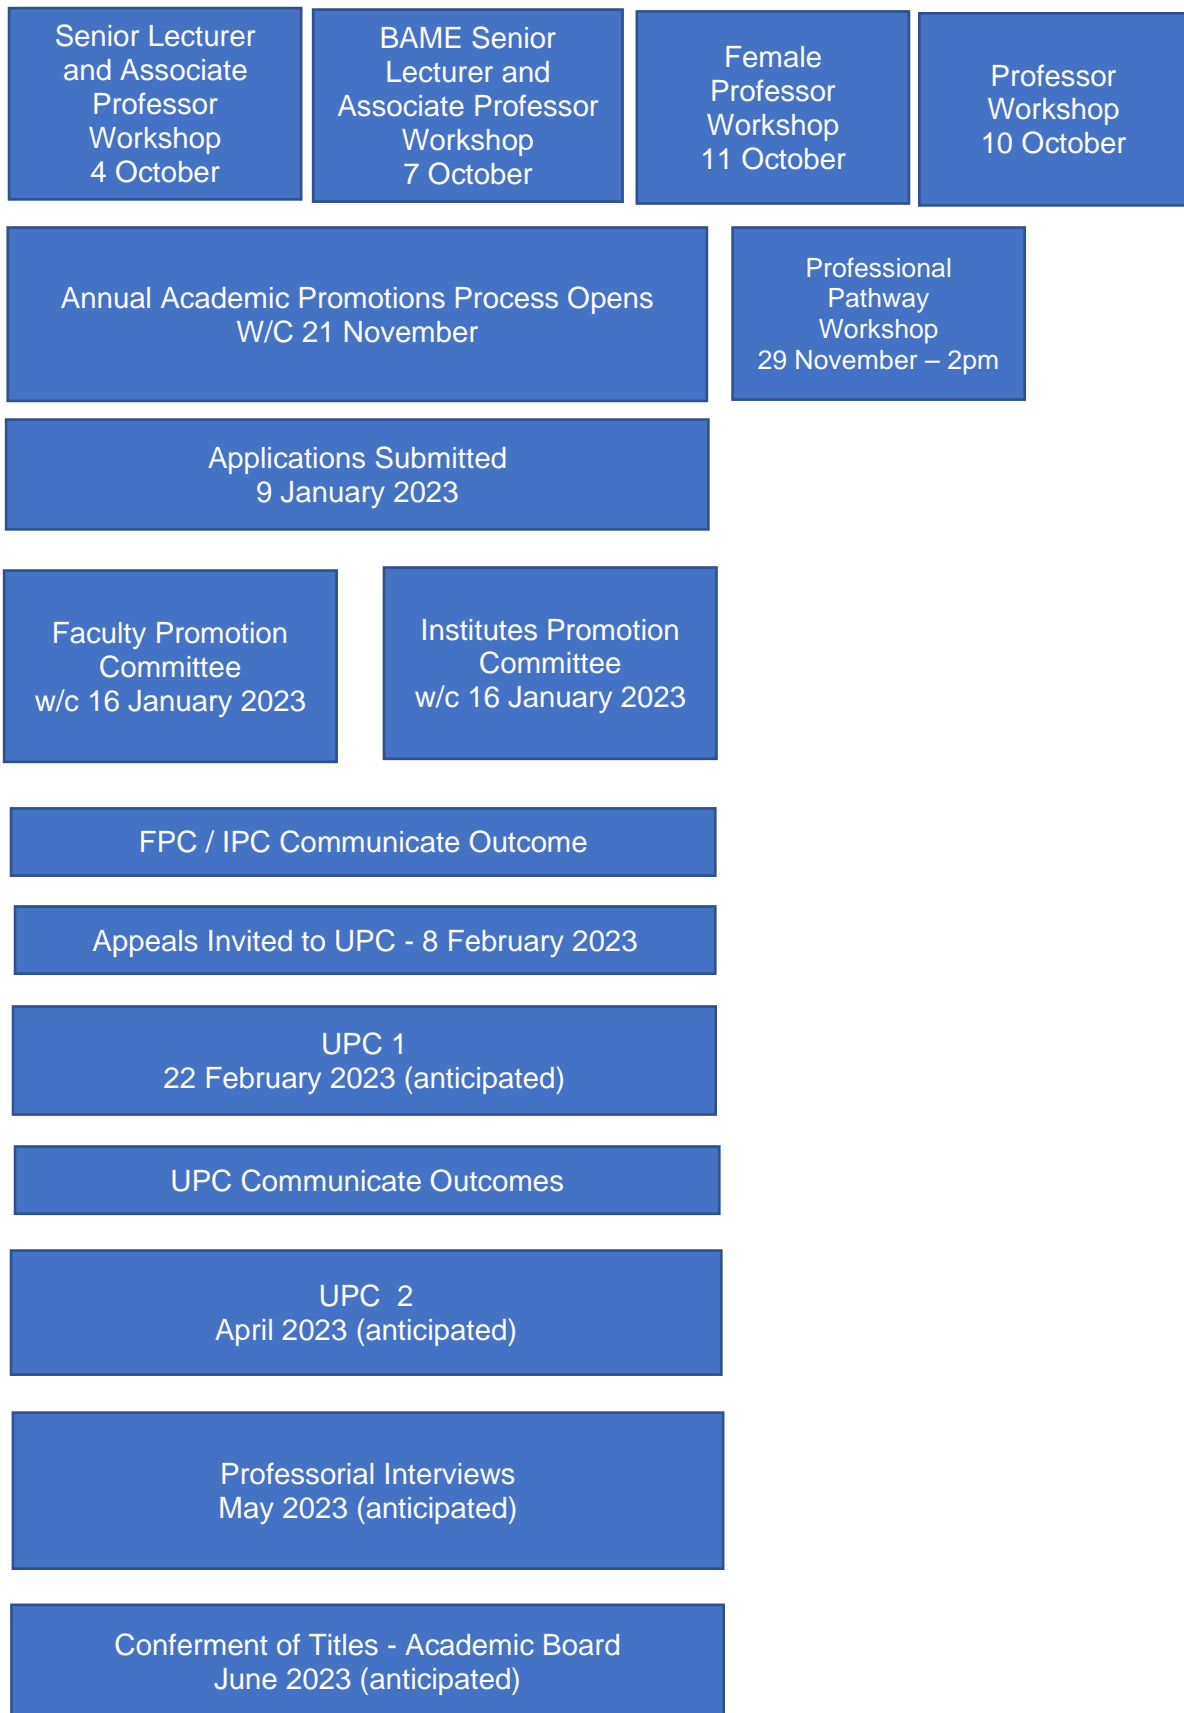 Senior Lecturer
and Associate
Professor
Workshop
4 October
BAME Senior
Lecturer and
Associate Professor
Workshop
7 October
Female
Professor
Workshop
11 October
Professor
Workshop
10 October
Annual Academic Promotions Process Opens
W/C 21 November
Professional
Pathway
Workshop
29 November – 2pm
Applications Submitted
9 January 2023
Faculty Promotion
Committee
w/c 16 January 2023
Institutes Promotion
Committee
w/c 16 January 2023
FPC / IPC Communicate Outcome
Appeals Invited to UPC - 8 February 2023
UPC 1
22 February 2023 (anticipated)
UPC Communicate Outcomes
UPC  2
April 2023 (anticipated)
Professorial Interviews
May 2023 (anticipated)
Conferment of Titles - Academic Board
June 2023 (anticipated)